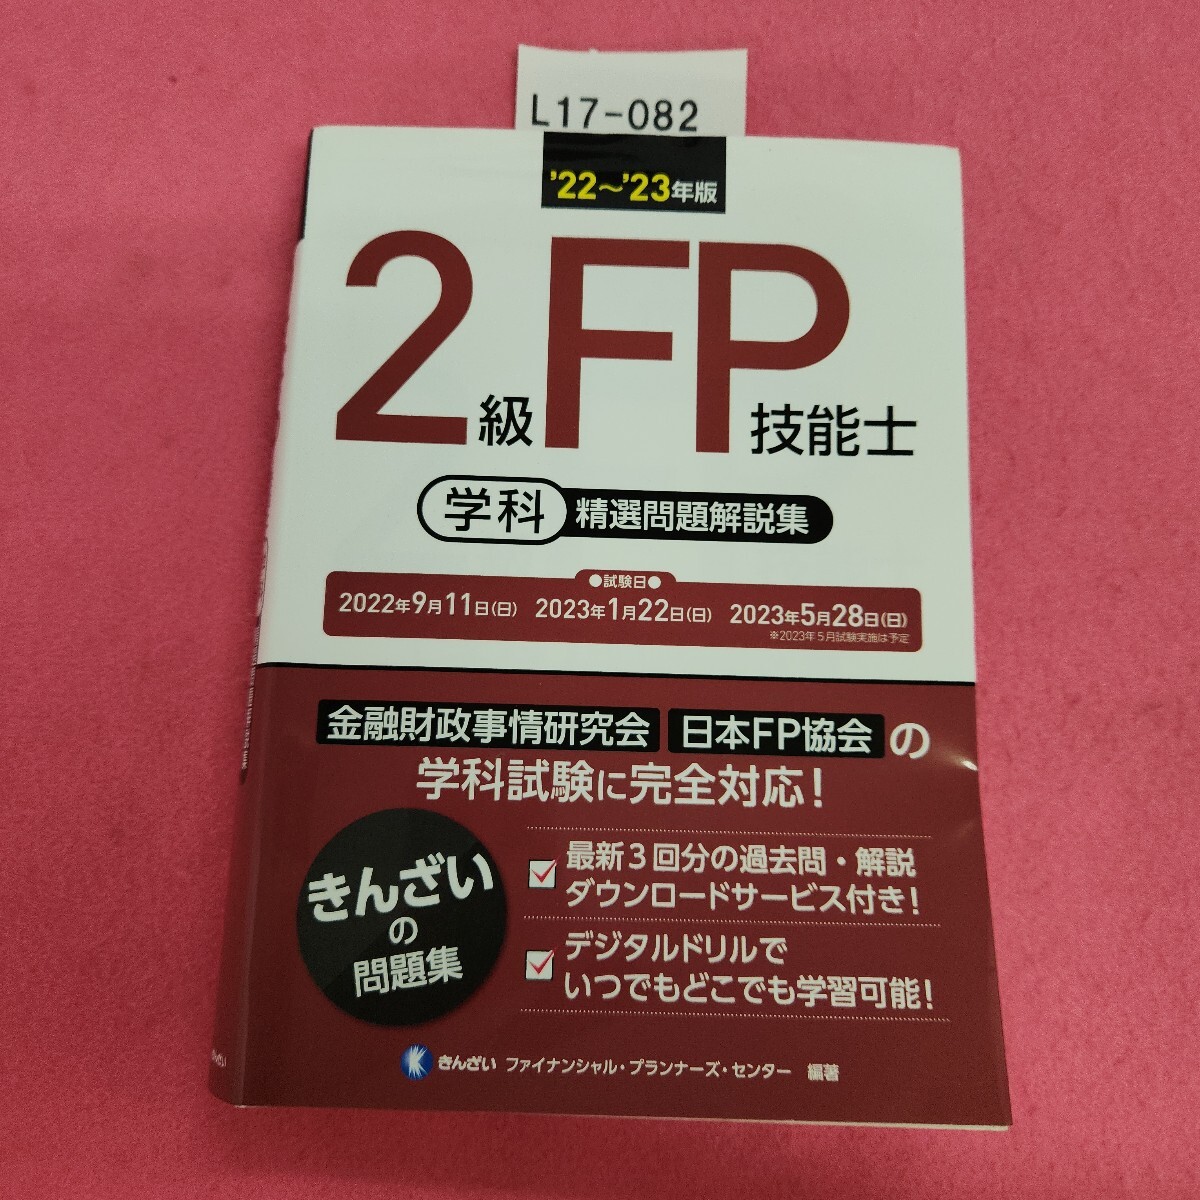 L17-082
'22～'23年版
2級FP技能士
学科 精選問題解説集
●試験日●
2022年9月11日(日) 2023年1月22日(日) 2023年5月28日(日)
※2023年5月試験実施は予定
金融財政事情研究会 日本FP協会 の
学科試験に完全対応！
きんざい
の
問題集
最新3回分の過去問・解説
ダウンロードサービス付き！
デジタルドリルで
いつでもどこでも学習可能！
きんざい ファイナンシャル・プランナーズ・センター 編著